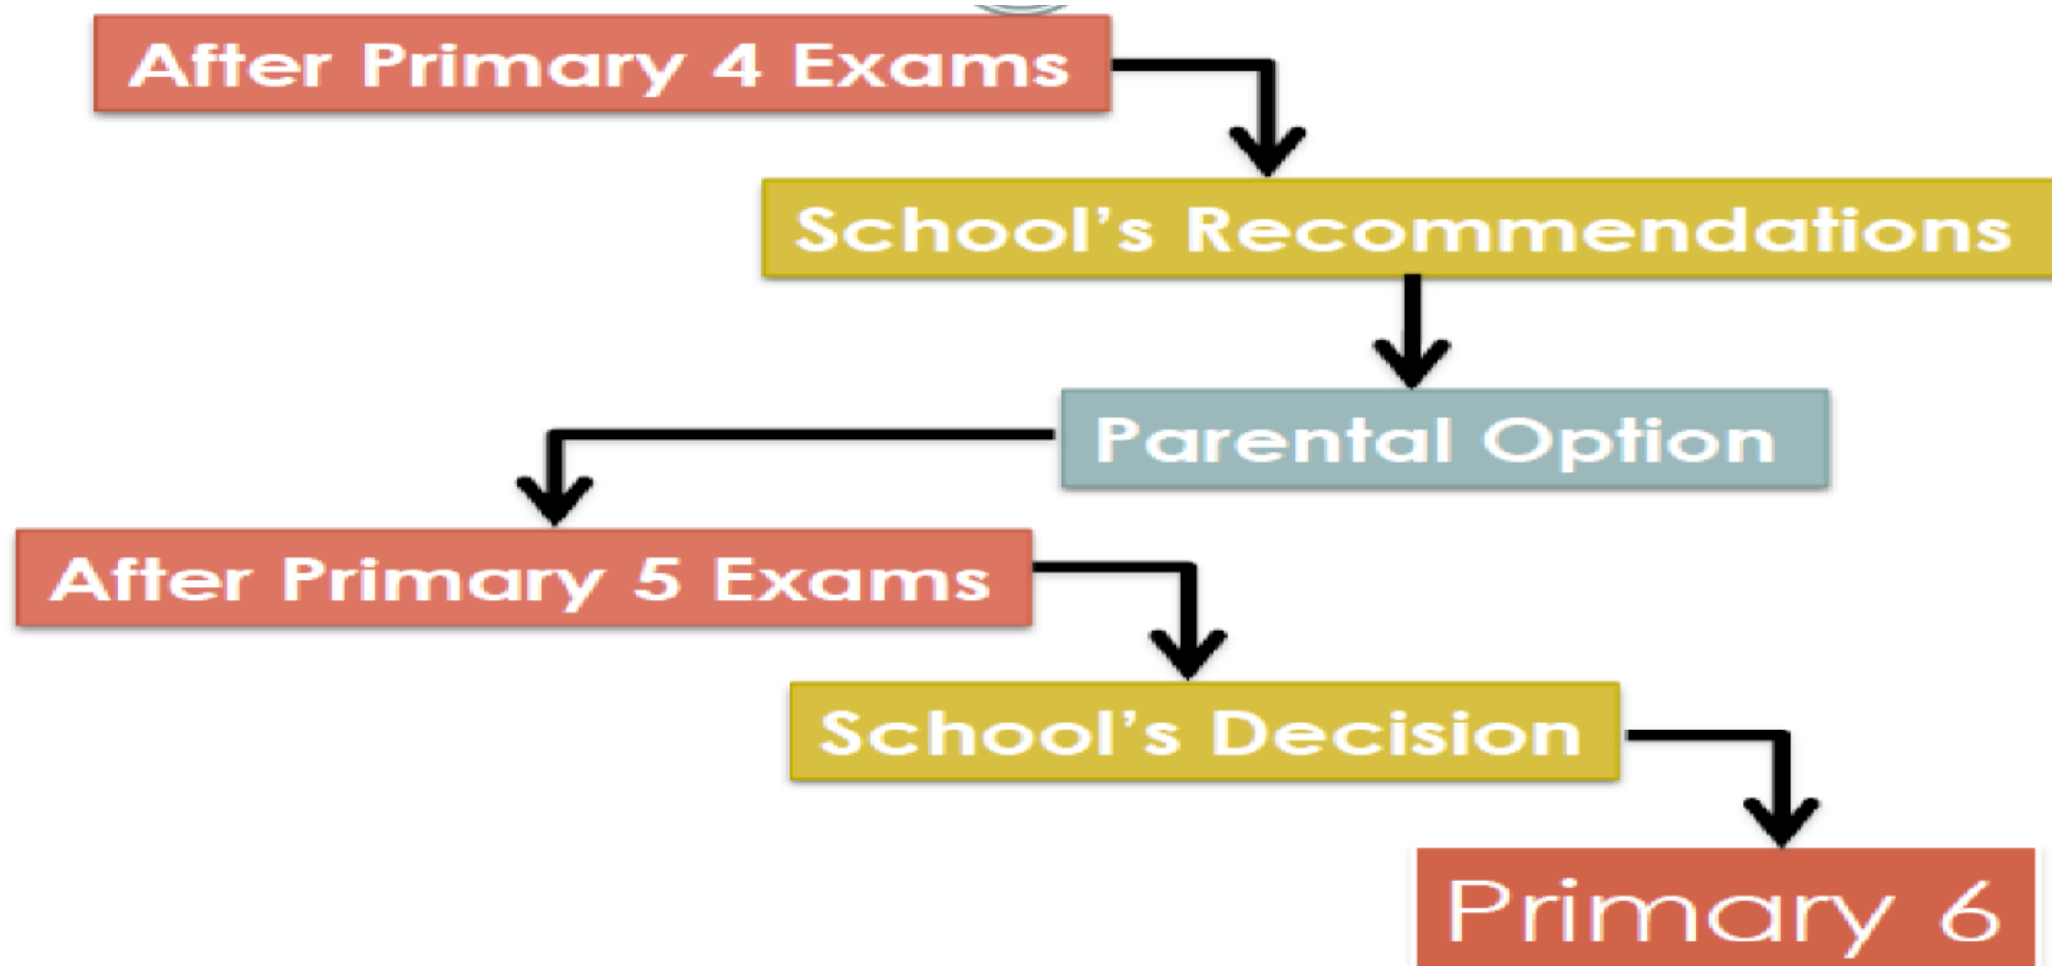 After Primary 4 Exams
School’s Recommendations
Parental Option
After Primary 5 Exams
School’s Decision
Primary 6